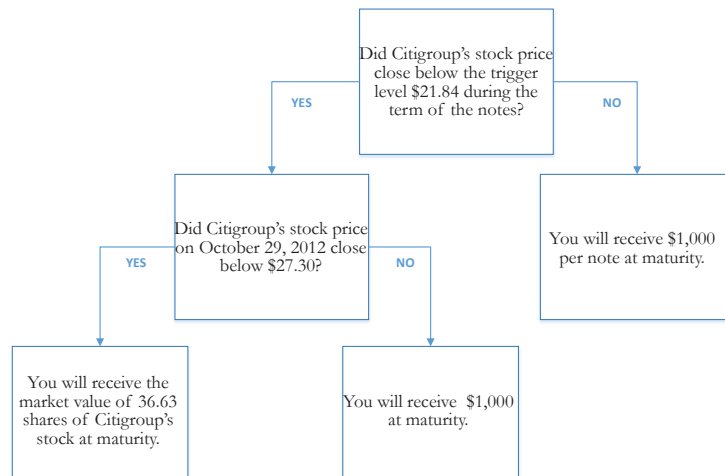 Did Citigroup's stock price
close below the trigger
level $21.84 during the
term of the notes?
YES
NO
Did Citigroup's stock price
on October 29, 2012 close
below $27.30?
You will receive $1,000
per note at maturity.
YES
NO
You will receive the
market value of 36.63
shares of Citigroup's
stock at maturity.
You will receive  $1,000
at maturity.